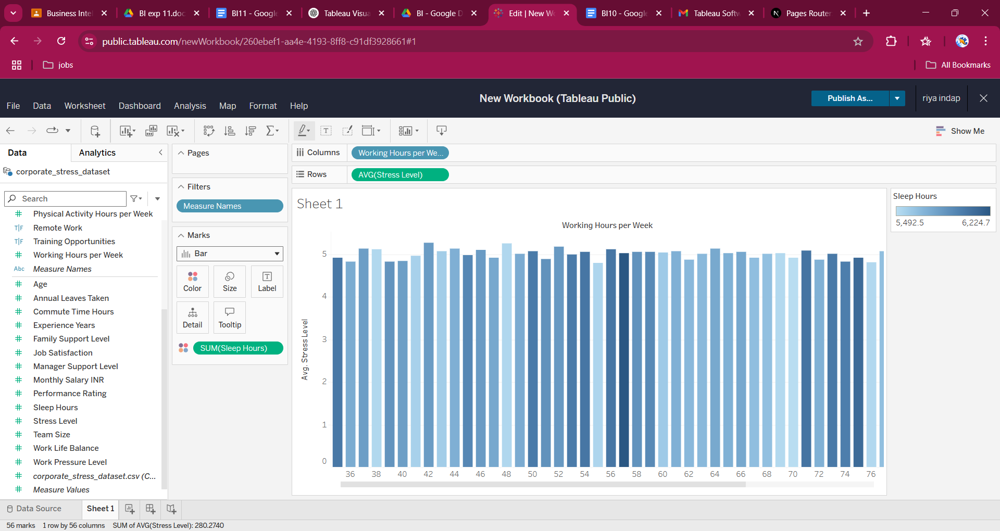 Business Inte
BI exp 11.doc
BI11 - Google
Tableau Visua
BI - Google D
Edit | New Wo
BI10 - Google
Tableau Softw
Pages Router
public.tableau.com/newWorkbook/260ebef1-aa4e-4193-8ff8-c91df3928661#1
jobs
All Bookmarks
File Data Worksheet Dashboard Analysis Map Format Help
New Workbook (Tableau Public)
Publish As...
riya indap
Show Me
Data
Analytics
corporate_stress_dataset
Search
Physical Activity Hours per Week
T|F Remote Work
T|F Training Opportunities
Working Hours per Week
Abc Measure Names
Age
Annual Leaves Taken
Commute Time Hours
Experience Years
Family Support Level
Job Satisfaction
Manager Support Level
Monthly Salary INR
Performance Rating
Sleep Hours
Stress Level
Team Size
Work Life Balance
Work Pressure Level
corporate_stress_dataset.csv (C...
Measure Values
Pages
Filters
Measure Names
Marks
Bar
Color
Size
Label
Detail
Tooltip
SUM(Sleep Hours)
Columns
Working Hours per We...
Rows
AVG(Stress Level)
Sheet 1
Working Hours per Week
Avg. Stress Level
5
4
3
2
1
0
36 38 40 42 44 46 48 50 52 54 56 58 60 62 64 66 68 70 72 74 76
Sleep Hours
5,492.5 6,224.7
Data Source
Sheet 1
56 marks 1 row by 56 columns SUM of AVG(Stress Level): 280.2740